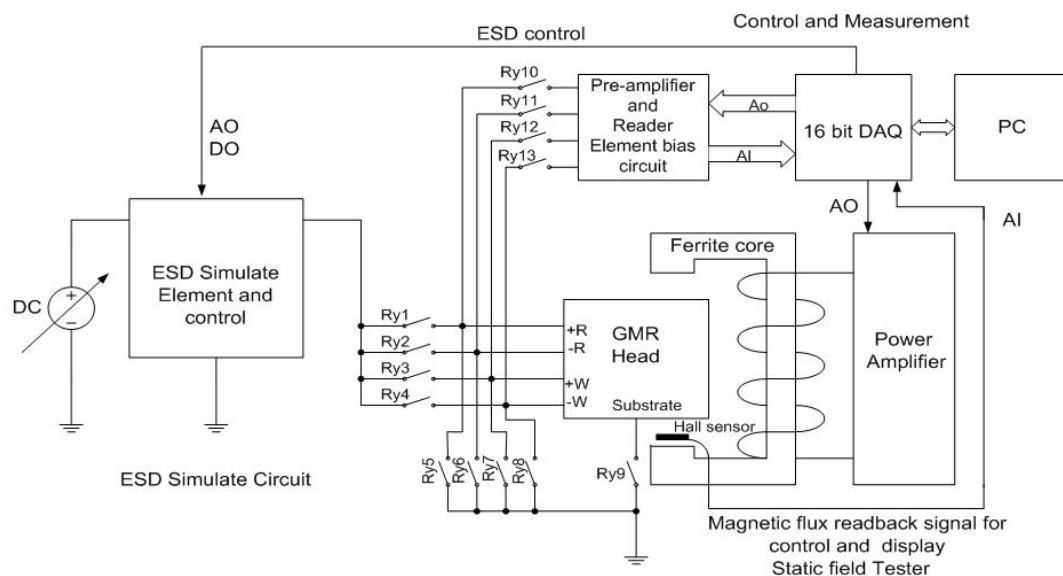 ESD control
Control and Measurement
Ry10
Ry11
Ry12
Ry13
Pre-amplifier
and
Reader
Element bias
circuit
Ao
AI
16 bit DAQ
PC
AO
DO
AO
AI
DC
ESD Simulate
Element and
control
Ry1
Ry2
Ry3
Ry4
+R
-R
+W
-W
GMR
Head
Substrate
Ferrite core
Hall sensor
Power
Amplifier
Ry5
Ry6
Ry7
Ry8
Ry9
ESD Simulate Circuit
Magnetic flux readback signal for
control and display
Static field Tester